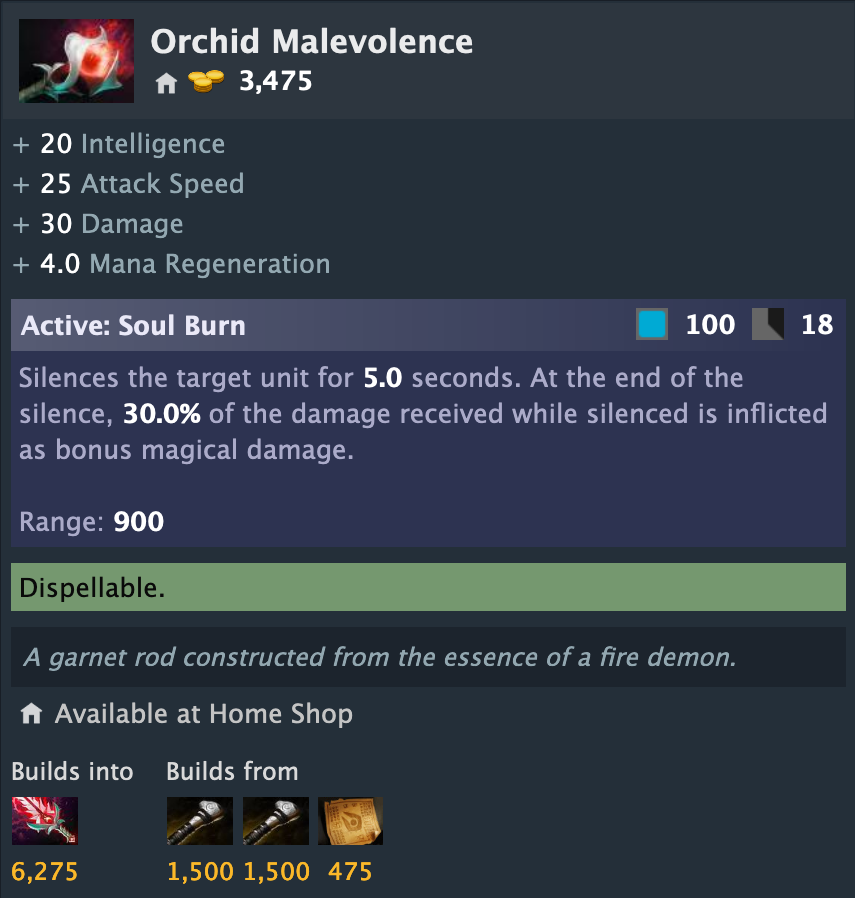 Orchid Malevolence
3,475
+ 20 Intelligence
+ 25 Attack Speed
+ 30 Damage
+ 4.0 Mana Regeneration
Active: Soul Burn 100 18
Silences the target unit for 5.0 seconds. At the end of the
silence, 30.0% of the damage received while silenced is inflicted
as bonus magical damage.
Range: 900
Dispellable.
A garnet rod constructed from the essence of a fire demon.
Available at Home Shop
Builds into Builds from
6,275 1,500 1,500 475